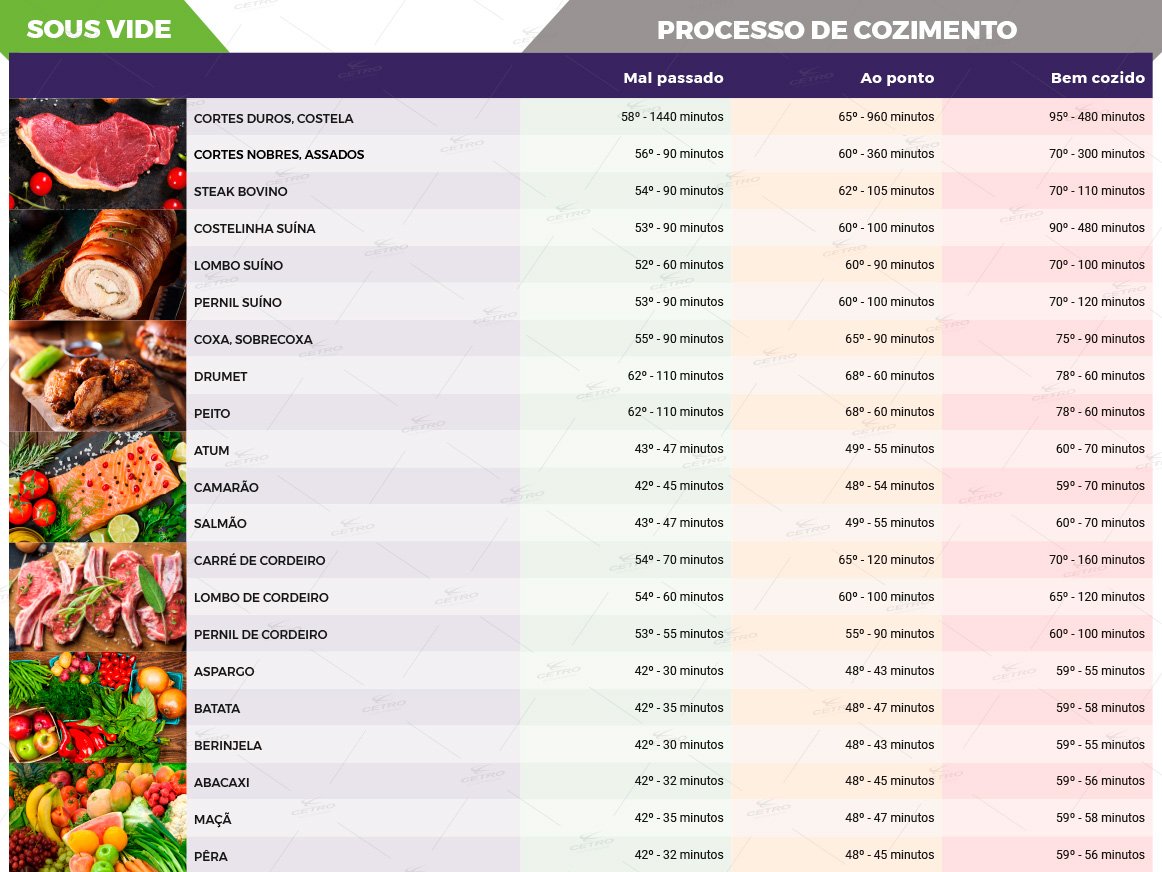 SOUS VIDE PROCESSO DE COZIMENTO
Mal passado Ao ponto Bem cozido
CORTES DUROS, COSTELA 58º - 1440 minutos 65º - 960 minutos 95º - 480 minutos
CORTES NOBRES, ASSADOS 56º - 90 minutos 60º - 360 minutos 70º - 300 minutos
STEAK BOVINO 54º - 90 minutos 62º - 105 minutos 70º - 110 minutos
COSTELINHA SUÍNA 53º - 90 minutos 60º - 100 minutos 90º - 480 minutos
LOMBO SUÍNO 52º - 60 minutos 60º - 90 minutos 70º - 100 minutos
PERNIL SUÍNO 53º - 90 minutos 60º - 100 minutos 70º - 120 minutos
COXA, SOBRECOXA 55º - 90 minutos 65º - 90 minutos 75º - 90 minutos
DRUMET 62º - 110 minutos 68º - 60 minutos 78º - 60 minutos
PEITO 62º - 110 minutos 68º - 60 minutos 78º - 60 minutos
ATUM 43º - 47 minutos 49º - 55 minutos 60º - 70 minutos
CAMARÃO 42º - 45 minutos 48º - 54 minutos 59º - 70 minutos
SALMÃO 43º - 47 minutos 49º - 55 minutos 60º - 70 minutos
CARRÉ DE CORDEIRO 54º - 70 minutos 65º - 120 minutos 70º - 160 minutos
LOMBO DE CORDEIRO 54º - 60 minutos 60º - 100 minutos 65º - 120 minutos
PERNIL DE CORDEIRO 53º - 55 minutos 55º - 90 minutos 60º - 100 minutos
ASPARGO 42º - 30 minutos 48º - 43 minutos 59º - 55 minutos
BATATA 42º - 35 minutos 48º - 47 minutos 59º - 58 minutos
BERINJELA 42º - 30 minutos 48º - 43 minutos 59º - 55 minutos
ABACAXI 42º - 32 minutos 48º - 45 minutos 59º - 56 minutos
MAÇÃ 42º - 35 minutos 48º - 47 minutos 59º - 58 minutos
PÊRA 42º - 32 minutos 48º - 45 minutos 59º - 56 minutos
CETRO